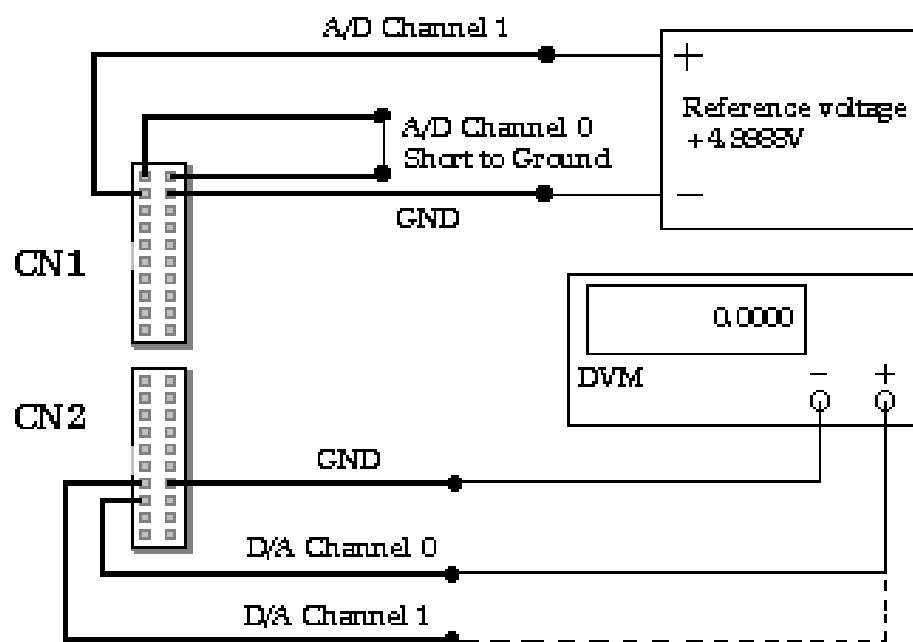 A/D Channel 1
+
Reference voltage
+4.9988V
A/D Channel 0
Short to Ground
−
GND
CN1
0.0000
DVM
− +
CN2
GND
D/A Channel 0
D/A Channel 1